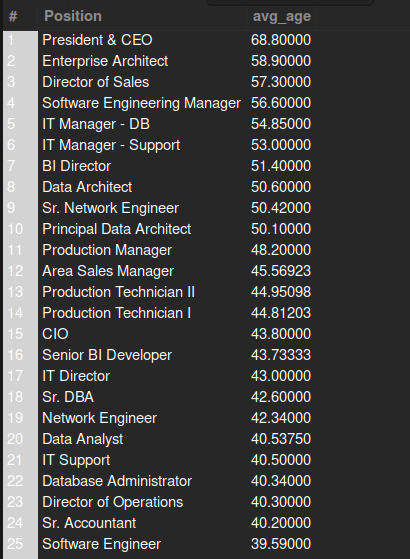 # Position avg_age
1 President & CEO 68.80000
2 Enterprise Architect 58.90000
3 Director of Sales 57.30000
4 Software Engineering Manager 56.60000
5 IT Manager - DB 54.85000
6 IT Manager - Support 53.00000
7 BI Director 51.40000
8 Data Architect 50.60000
9 Sr. Network Engineer 50.42000
10 Principal Data Architect 50.10000
11 Production Manager 48.20000
12 Area Sales Manager 45.56923
13 Production Technician II 44.95098
14 Production Technician I 44.81203
15 CIO 43.80000
16 Senior BI Developer 43.73333
17 IT Director 43.00000
18 Sr. DBA 42.60000
19 Network Engineer 42.34000
20 Data Analyst 40.53750
21 IT Support 40.50000
22 Database Administrator 40.34000
23 Director of Operations 40.30000
24 Sr. Accountant 40.20000
25 Software Engineer 39.59000